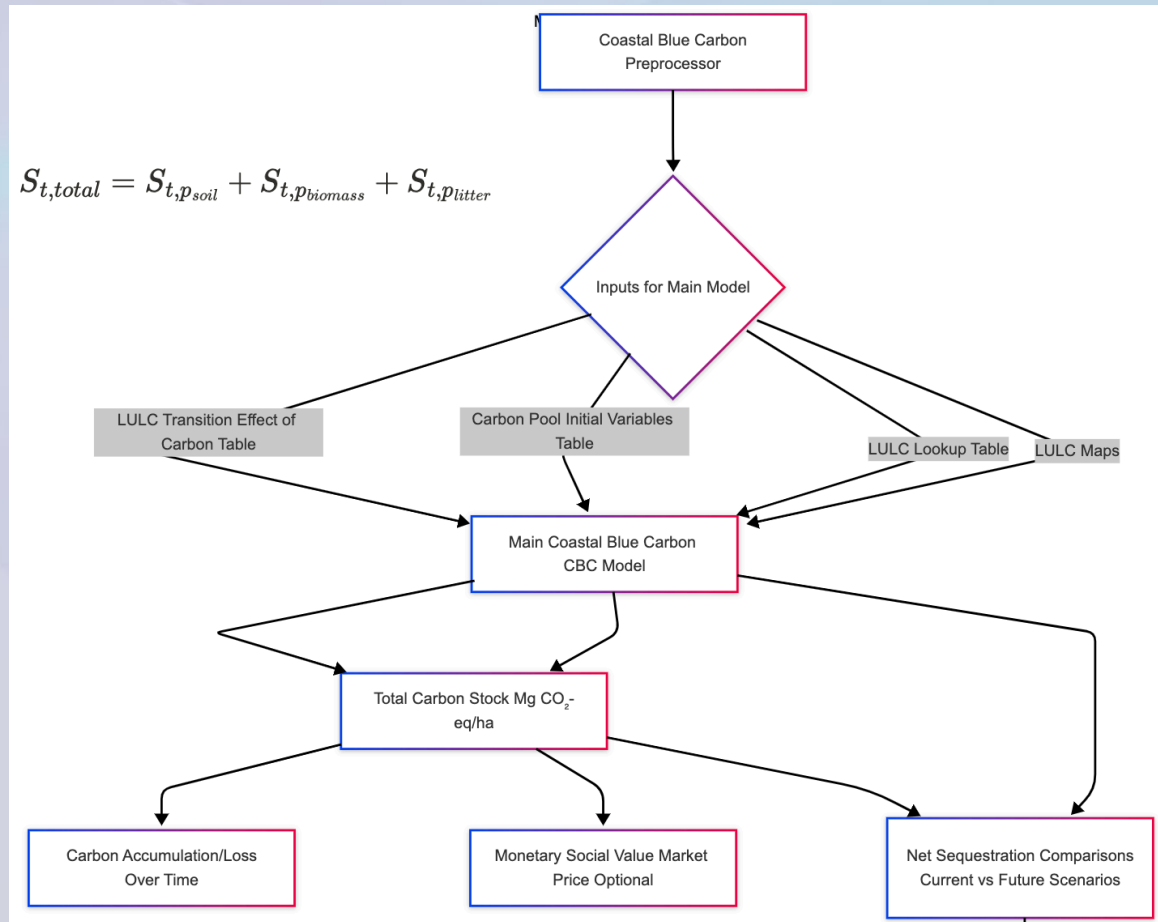 Coastal Blue Carbon
Preprocessor
S_{t,total} = S_{t,p_{soil}} + S_{t,p_{biomass}} + S_{t,p_{litter}}
Inputs for Main Model
LULC Transition Effect of
Carbon Table
Carbon Pool Initial Variables
Table
LULC Lookup Table
LULC Maps
Main Coastal Blue Carbon
CBC Model
Total Carbon Stock Mg CO₂-
eq/ha
Carbon Accumulation/Loss
Over Time
Monetary Social Value Market
Price Optional
Net Sequestration Comparisons
Current vs Future Scenarios